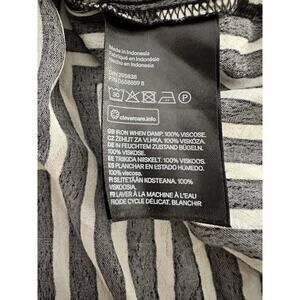 Made in Indonesia
Fabriqué en Indonésie
Hecho en Indonesia
30
P
clevercare.info
GB IRON WHEN DAMP. 100% VISCOSE.
CZ ŽEHLIT ZA VLHKA. 100% VISKÓZA.
DE IN FEUCHTEM ZUSTAND BÜGELN.
100% VISKOSE.
EE TRIIKIDA NIISKELT. 100% VISKOOS.
ES PLANCHAR EN ESTADO HÚMEDO.
100% viscosa.
FI SILITETÄÄN KOSTEANA. 100%
VISKOOSIA.
FR LAVER À LA MACHINE À L'EAU
FROIDE CYCLE DÉLICAT. BLANCHIR